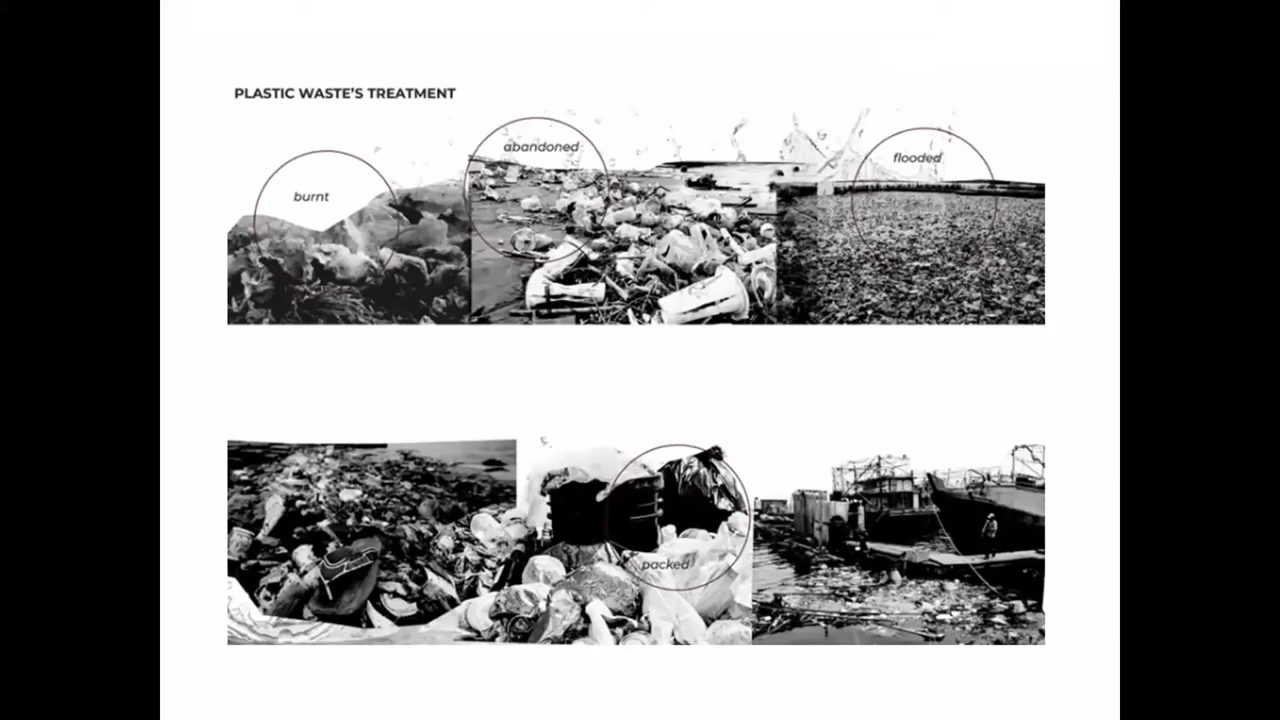 PLASTIC WASTE'S TREATMENT
abandoned
flooded
burnt
packed